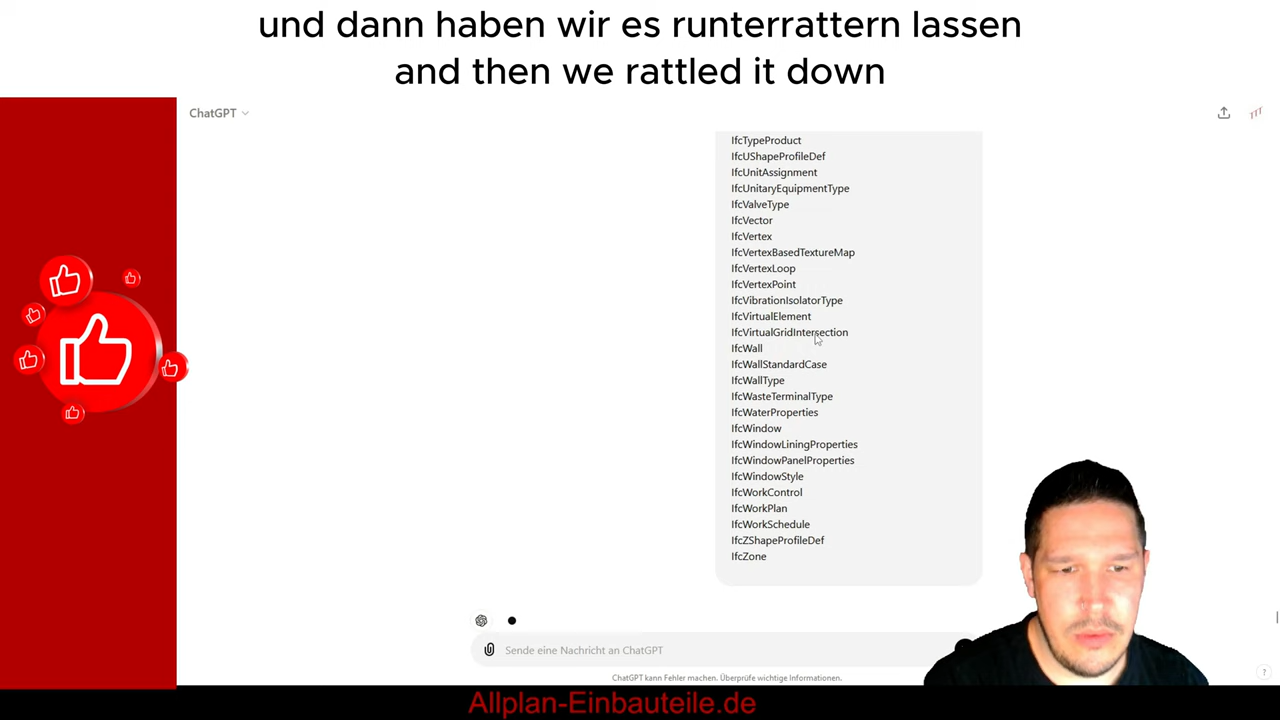 und dann haben wir es runterrattern lassen
and then we rattled it down
ChatGPT
IfcTypeProduct
IfcUShapeProfileDef
IfcUnitAssignment
IfcUnitaryEquipmentType
IfcValveType
IfcVector
IfcVertex
IfcVertexBasedTextureMap
IfcVertexLoop
IfcVertexPoint
IfcVibrationIsolatorType
IfcVirtualElement
IfcVirtualGridIntersection
IfcWall
IfcWallStandardCase
IfcWallType
IfcWasteTerminalType
IfcWaterProperties
IfcWindow
IfcWindowLiningProperties
IfcWindowPanelProperties
IfcWindowStyle
IfcWorkControl
IfcWorkPlan
IfcWorkSchedule
IfcZShapeProfileDef
IfcZone
Sende eine Nachricht an ChatGPT
ChatGPT kann Fehler machen. Überprüfe wichtige Informationen.
?
Allplan-Einbauteile.de